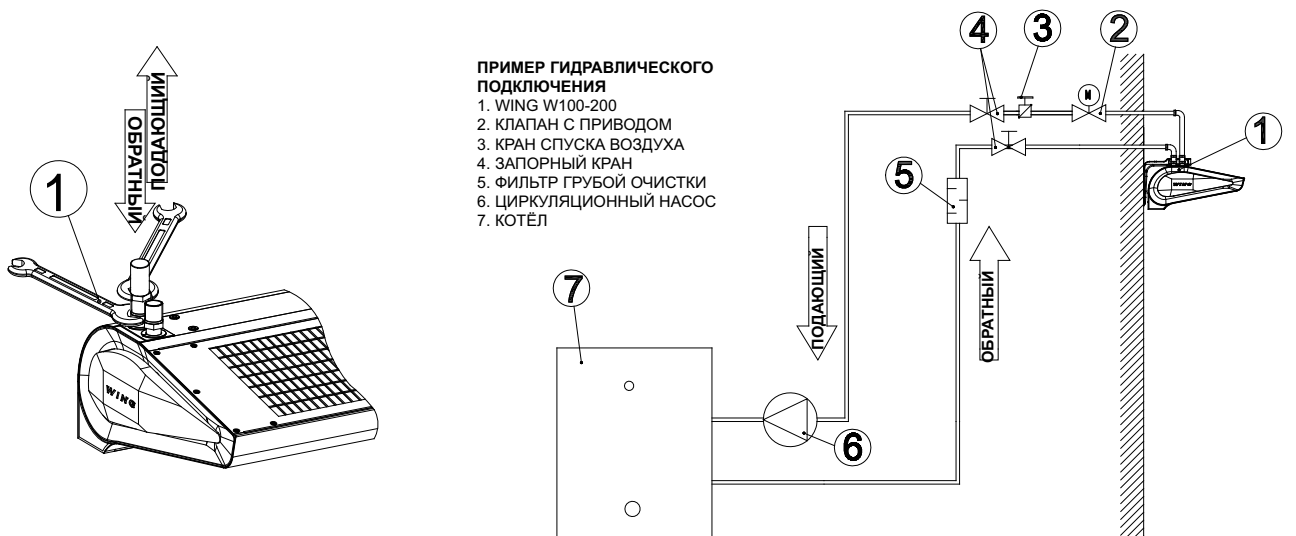 ПОДАЮЩИЙ
ОБРАТНЫЙ
1
WING
ПРИМЕР ГИДРАВЛИЧЕСКОГО
ПОДКЛЮЧЕНИЯ
1. WING W100-200
2. КЛАПАН С ПРИВОДОМ
3. КРАН СПУСКА ВОЗДУХА
4. ЗАПОРНЫЙ КРАН
5. ФИЛЬТР ГРУБОЙ ОЧИСТКИ
6. ЦИРКУЛЯЦИОННЫЙ НАСОС
7. КОТЁЛ
4
3
2
M
1
WING
5
ПОДАЮЩИЙ
ОБРАТНЫЙ
7
6